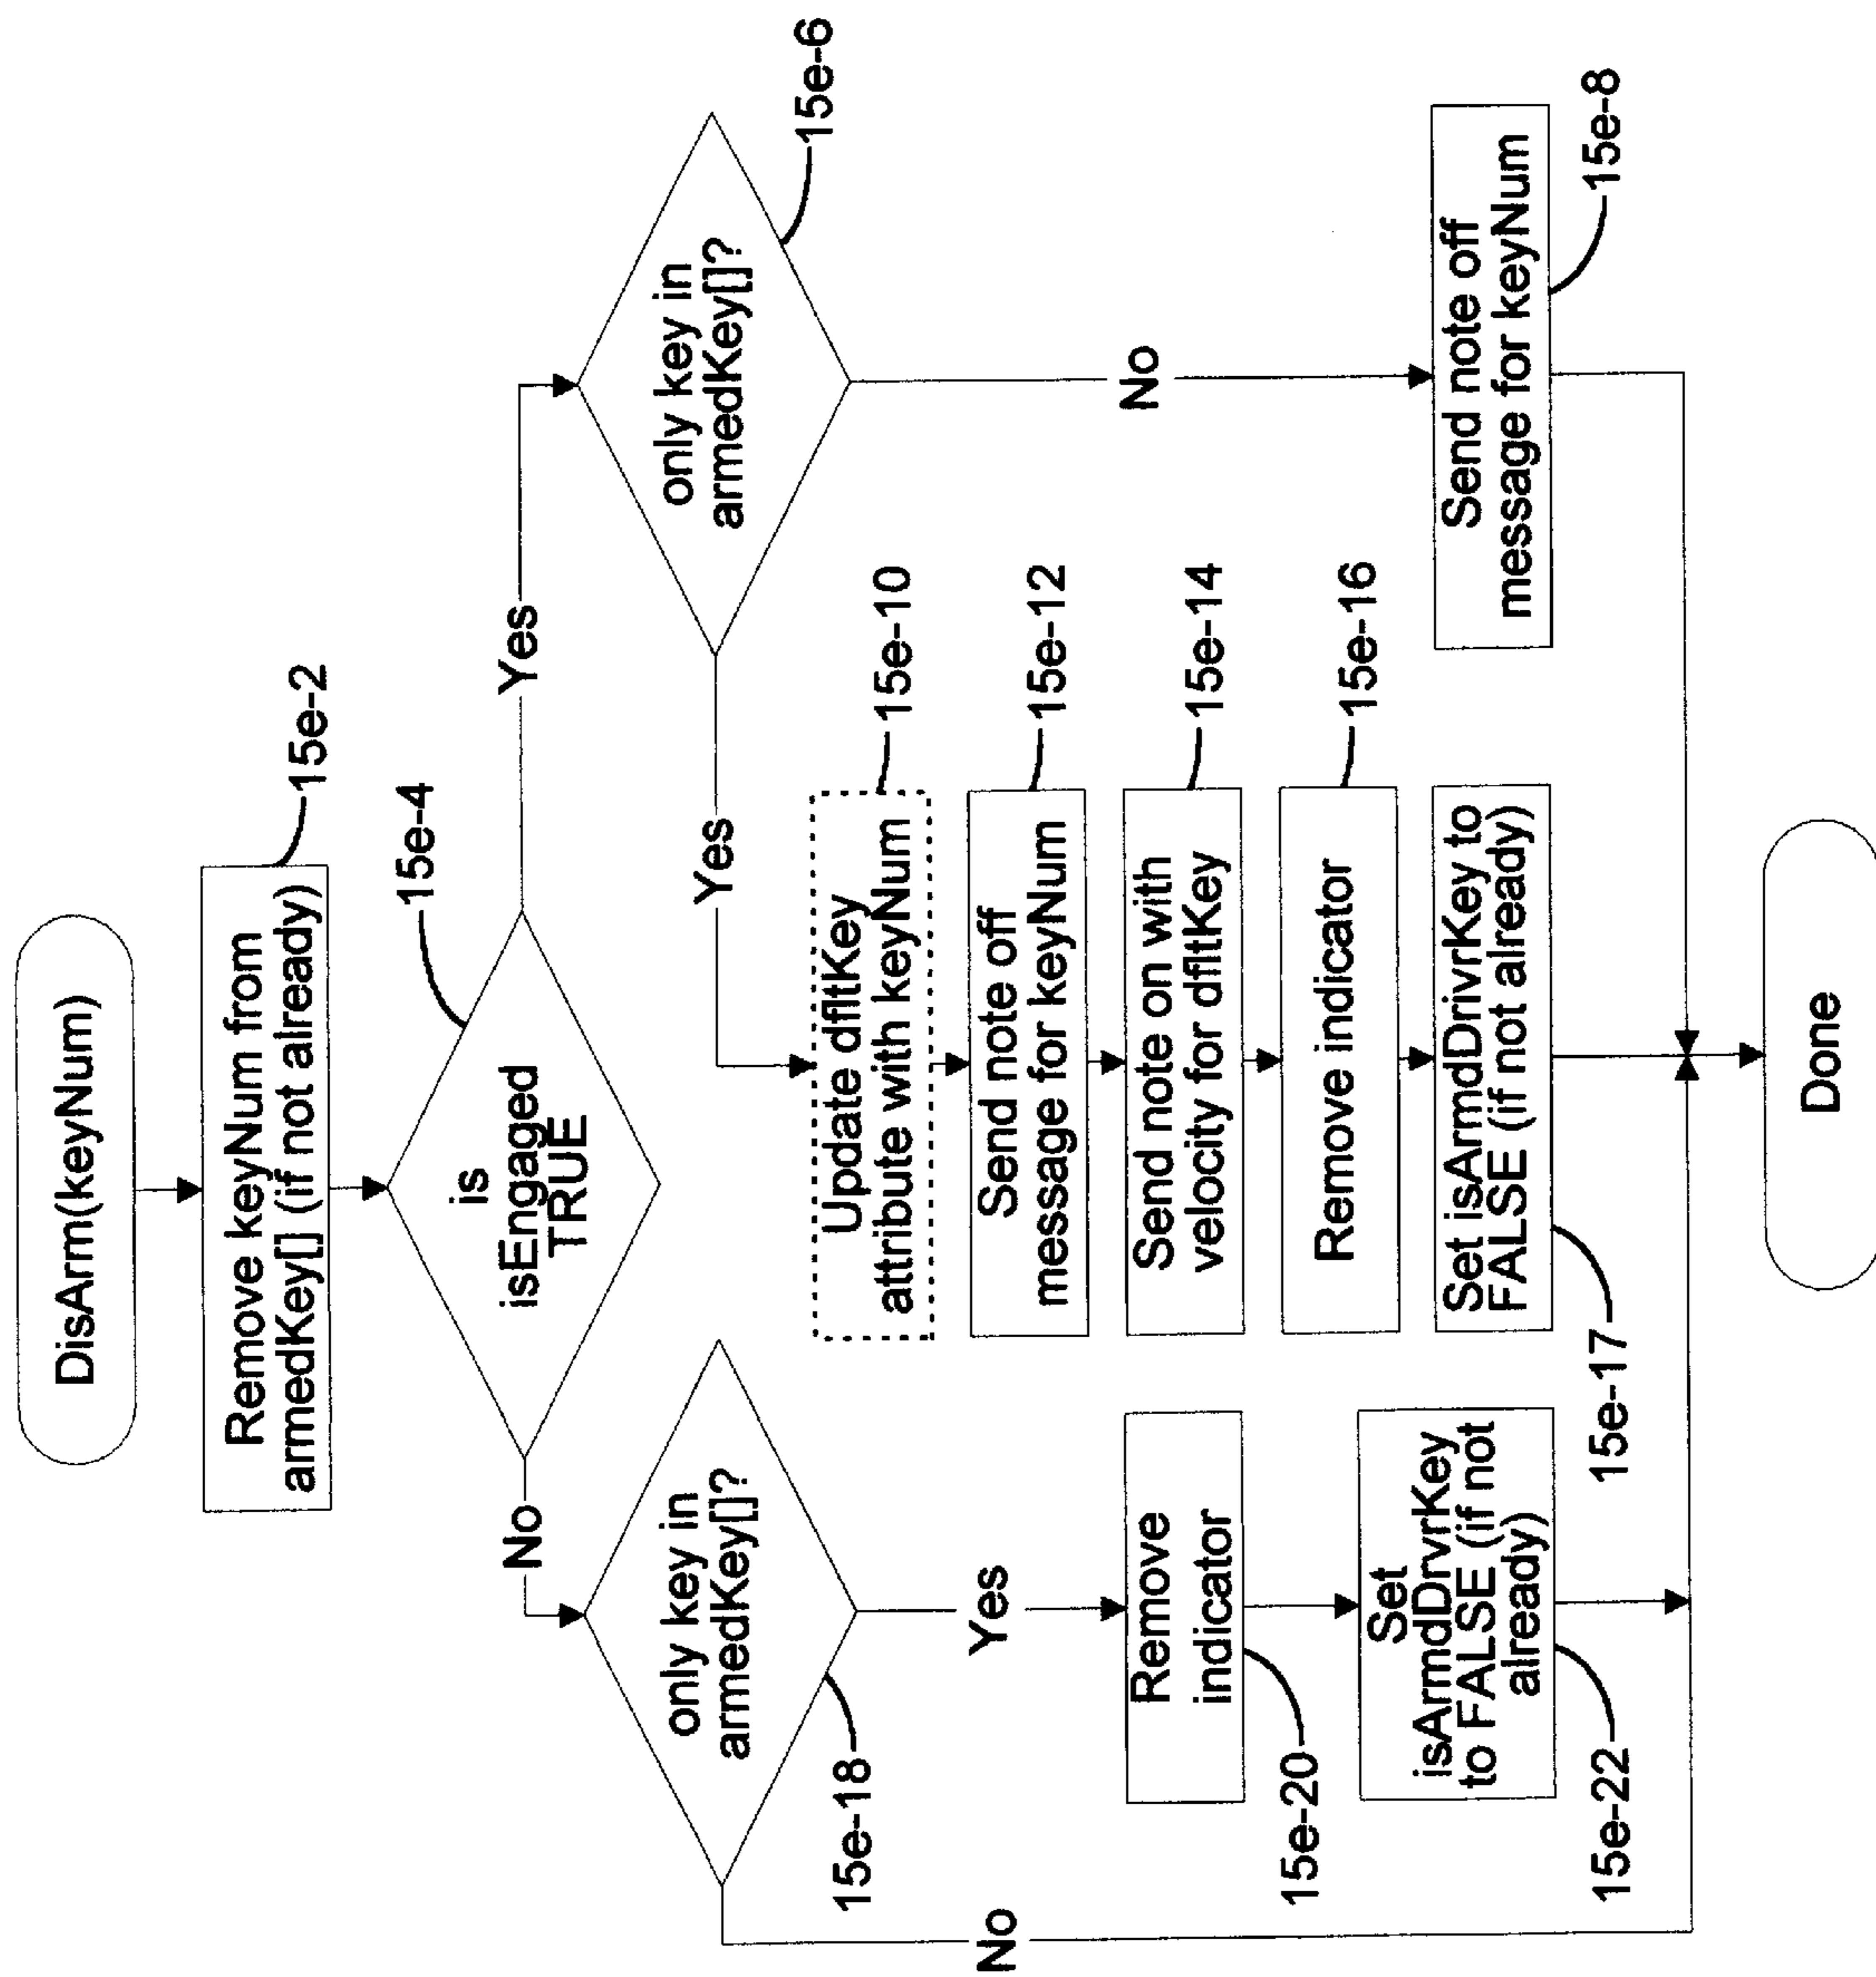 DisArm(keyNum)
Remove keyNum from
armedKey[] (if not already)
15e-2
is
isEngaged
TRUE
15e-4
No
Yes
only key in
armedKey[]?
15e-18
only key in
armedKey[]?
15e-6
Yes
No
Yes
No
Update dfltKey
attribute with keyNum
15e-10
Send note off
message for keyNum
15e-12
Remove
indicator
15e-20
Send note on with
velocity for dfltKey
15e-14
Remove indicator
15e-16
Set
isArmdDrvrKey
to FALSE (if not
already)
15e-22
Set isArmdDrivrKey to
FALSE (if not already)
15e-17
Send note off
message for keyNum
15e-8
Done